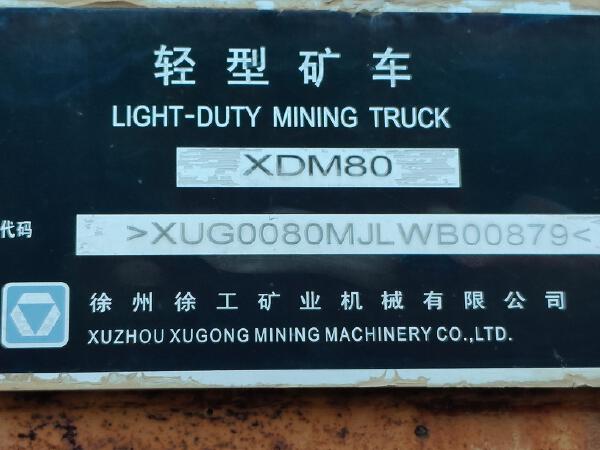 轻型矿车
LIGHT-DUTY MINING TRUCK
XDM80
代码 >XUG0080MJLWB00879<
徐州徐工矿业机械有限公司
XUZHOU XUGONG MINING MACHINERY CO.,LTD.